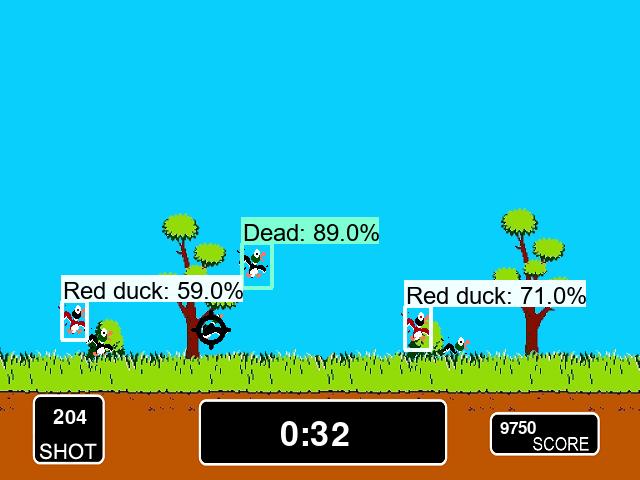 Dead: 89.0%
Red duck: 59.0%
Red duck: 71.0%
204
SHOT
0:32
9750
SCORE